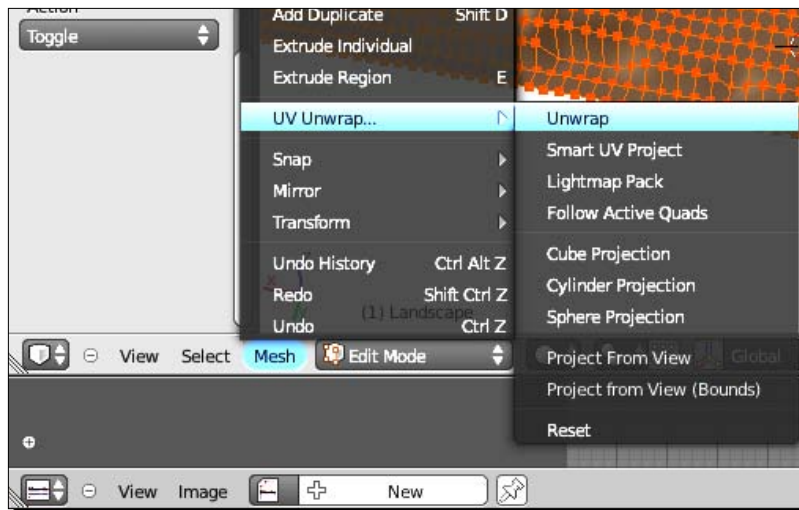 Action
Toggle
Add Duplicate Shift D
Extrude Individual
Extrude Region E
UV Unwrap...
Snap
Mirror
Transform
Undo History Ctrl Alt Z
Redo Shift Ctrl Z
Undo Ctrl Z
(1) Landscape
Unwrap
Smart UV Project
Lightmap Pack
Follow Active Quads
Cube Projection
Cylinder Projection
Sphere Projection
Project From View
Project from View (Bounds)
Reset
View Select Mesh Edit Mode Global
View Image New